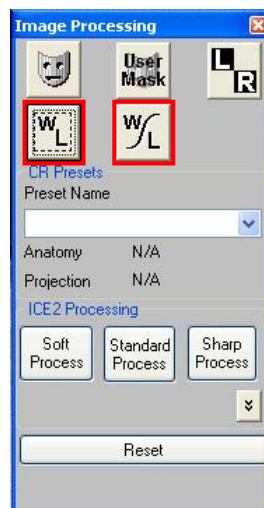 Image Processing
User
Mask
L
R
W
L
W
L
CR Presets
Preset Name
Anatomy N/A
Projection N/A
ICE2 Processing
Soft
Process
Standard
Process
Sharp
Process
Reset